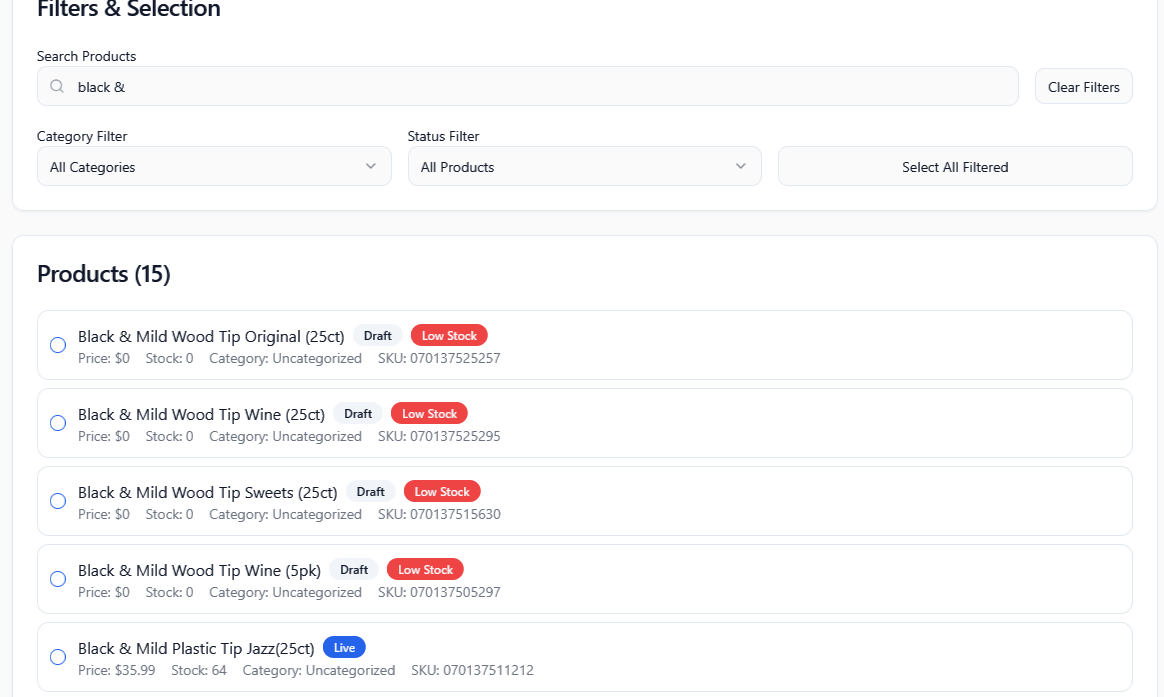 Filters & Selection
Search Products
black &
Clear Filters
Category Filter
Status Filter
All Categories
All Products
Select All Filtered
Products (15)
Black & Mild Wood Tip Original (25ct) Draft Low Stock
Price: $0 Stock: 0 Category: Uncategorized SKU: 070137525257
Black & Mild Wood Tip Wine (25ct) Draft Low Stock
Price: $0 Stock: 0 Category: Uncategorized SKU: 070137525295
Black & Mild Wood Tip Sweets (25ct) Draft Low Stock
Price: $0 Stock: 0 Category: Uncategorized SKU: 070137515630
Black & Mild Wood Tip Wine (5pk) Draft Low Stock
Price: $0 Stock: 0 Category: Uncategorized SKU: 070137505297
Black & Mild Plastic Tip Jazz(25ct) Live
Price: $35.99 Stock: 64 Category: Uncategorized SKU: 070137511212